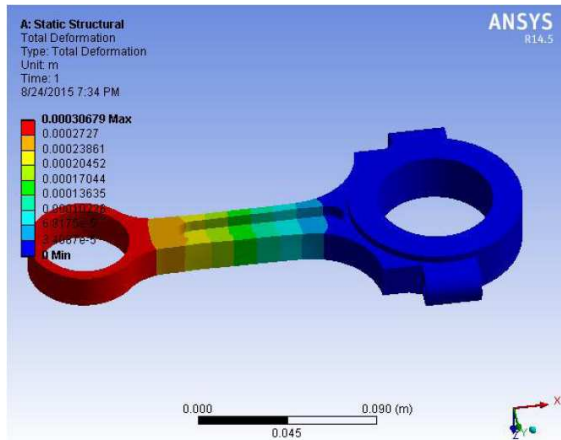 A: Static Structural
Total Deformation
Type: Total Deformation
Unit: m
Time: 1
8/24/2015 7:34 PM
ANSYS
R14.5
0.00030679 Max
0.0002727
0.00023861
0.00020452
0.00017044
0.00013635
0 Min
0.000
0.090 (m)
0.045
X
Y
Z